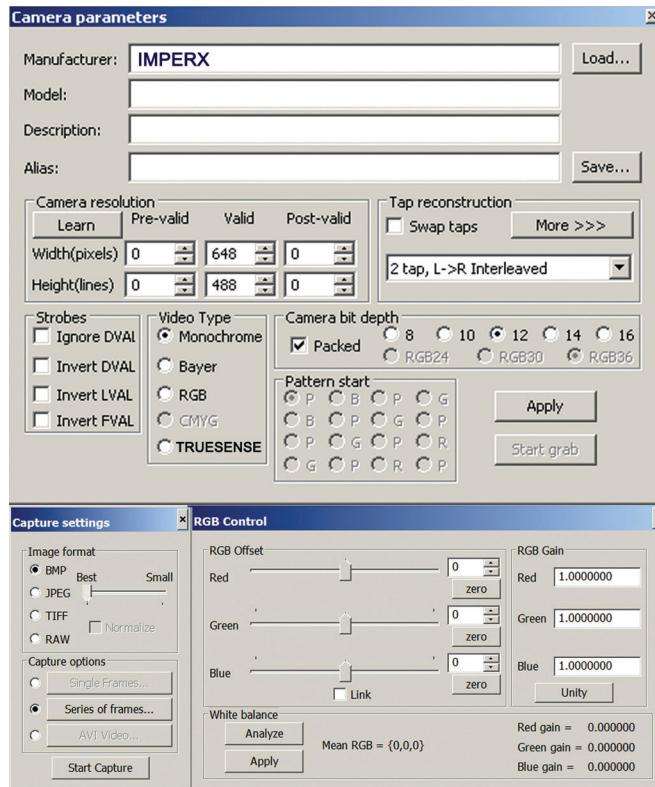 Camera parameters
Manufacturer: IMPERX Load...
Model:
Description:
Alias: Save...
Camera resolution
Learn Pre-valid Valid Post-valid
Width(pixels) 0 648 0
Height(lines) 0 488 0
Tap reconstruction
Swap taps More >>>
2 tap, L->R Interleaved
Strobes
Ignore DVAL
Invert DVAL
Invert LVAL
Invert FVAL
Video Type
Monochrome
Bayer
RGB
CMYG
TRUESENSE
Camera bit depth
Packed 8 10 12 14 16
RGB24 RGB30 RGB36
Pattern start
P B P G
B P G P
P G P R
G P R P
Apply
Start grab
Capture settings
Image format
BMP
JPEG
TIFF
RAW
Best Small
Normalize
Capture options
Single Frames...
Series of frames...
AVI Video...
Start Capture
RGB Control
RGB Offset
Red 0
zero
Green 0
zero
Blue 0
zero
Link
RGB Gain
Red 1.0000000
Green 1.0000000
Blue 1.0000000
Unity
White balance
Analyze
Apply
Mean RGB = {0,0,0}
Red gain = 0.000000
Green gain = 0.000000
Blue gain = 0.000000